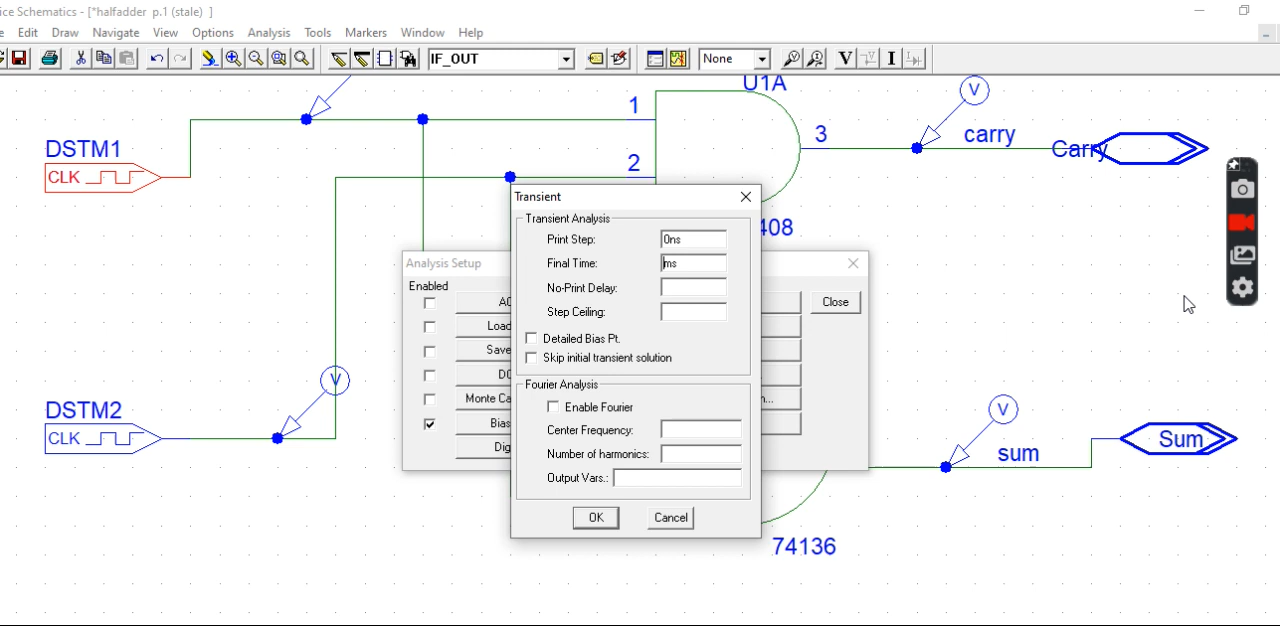 ice Schematics - [*halfadder p.1 (stale) ]
e Edit Draw Navigate View Options Analysis Tools Markers Window Help
IF_OUT None V I
U1A
1
2
3
408
V
carry
Carry
DSTM1
CLK
Transient
Transient Analysis
Print Step: 0ns
Final Time: ms
No-Print Delay:
Step Ceiling:
Detailed Bias Pt.
Skip initial transient solution
Fourier Analysis
Enable Fourier
Center Frequency:
Number of harmonics:
Output Vars.:
OK Cancel
Analysis Setup
Enabled
AC
Load
Save
DC
Monte Ca
Bias
Dig
n...
Close
V
DSTM2
CLK
V
sum
Sum
74136